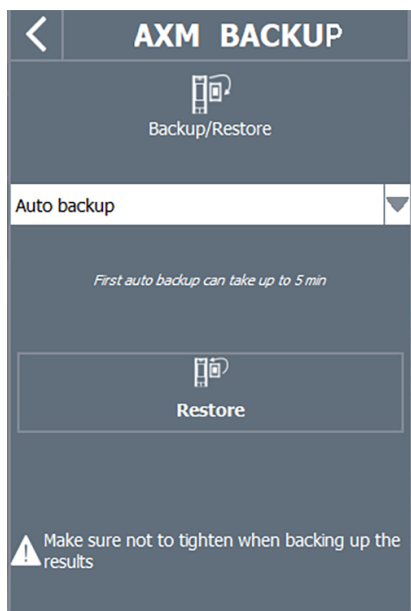 AXM BACKUP
Backup/Restore
Auto backup
First auto backup can take up to 5 min
Restore
Make sure not to tighten when backing up the
results